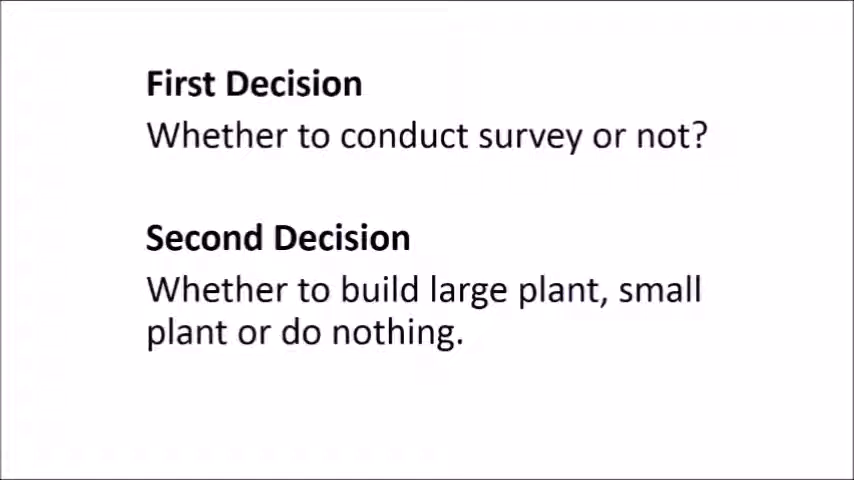 First Decision
Whether to conduct survey or not?
Second Decision
Whether to build large plant, small
plant or do nothing.